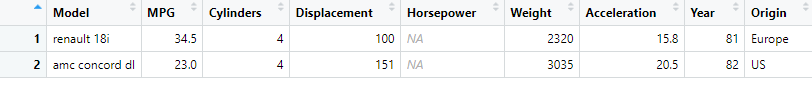 Model MPG Cylinders Displacement Horsepower Weight Acceleration Year Origin
1 renault 18i 34.5 4 100 NA 2320 15.8 81 Europe
2 amc concord dl 23.0 4 151 NA 3035 20.5 82 US